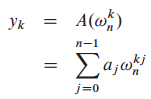 y_k = A(ω_n^k)
= ∑_{j=0}^{n−1} a_j ω_n^{kj}